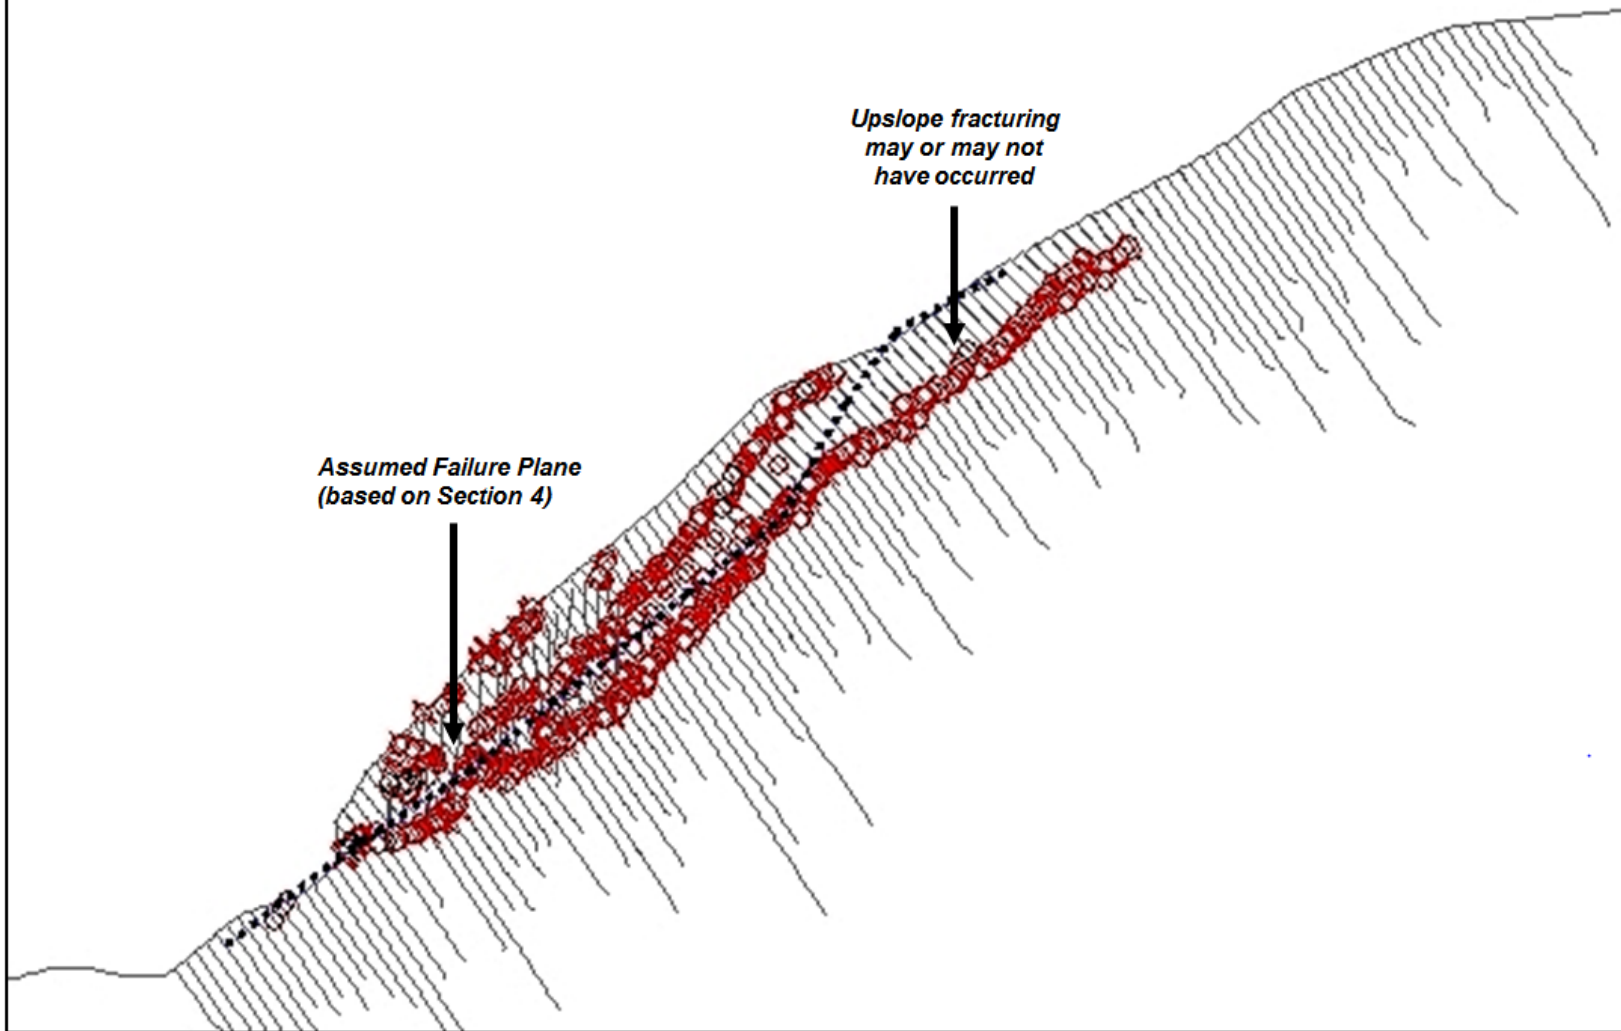 Upslope fracturing
may or may not
have occurred
Assumed Failure Plane
(based on Section 4)